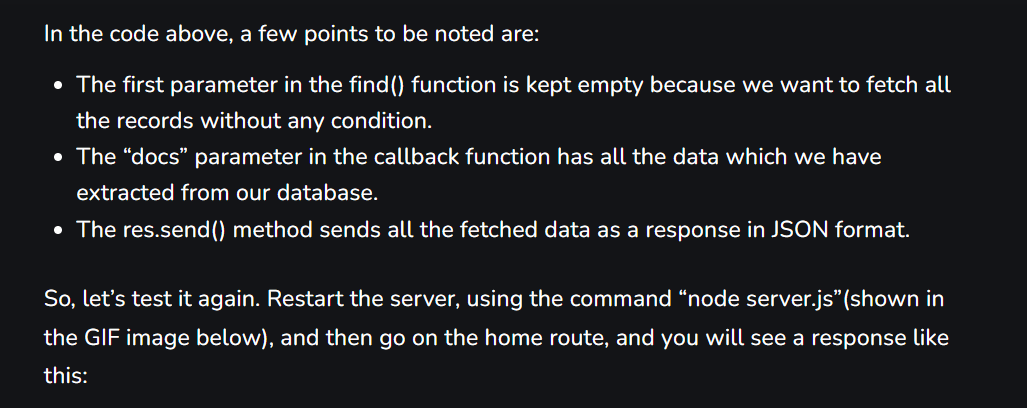 In the code above, a few points to be noted are:
• The first parameter in the find() function is kept empty because we want to fetch all
the records without any condition.
• The “docs” parameter in the callback function has all the data which we have
extracted from our database.
• The res.send() method sends all the fetched data as a response in JSON format.
So, let’s test it again. Restart the server, using the command “node server.js”(shown in
the GIF image below), and then go on the home route, and you will see a response like
this: